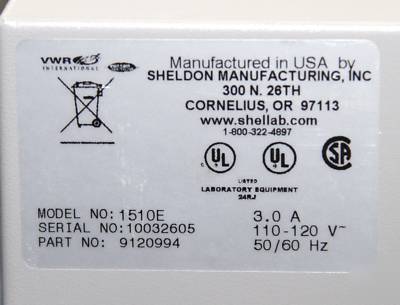 VWR
INTERNATIONAL
Manufactured in USA by
SHELDON MANUFACTURING, INC
300 N. 26TH
CORNELIUS, OR 97113
www.shellab.com
1-800-322-4897
UL UL SA
LISTED
LABORATORY EQUIPMENT
24RJ
MODEL NO: 1510E 3.0 A
SERIAL NO: 10032605 110-120 V~
PART NO: 9120994 50/60 Hz